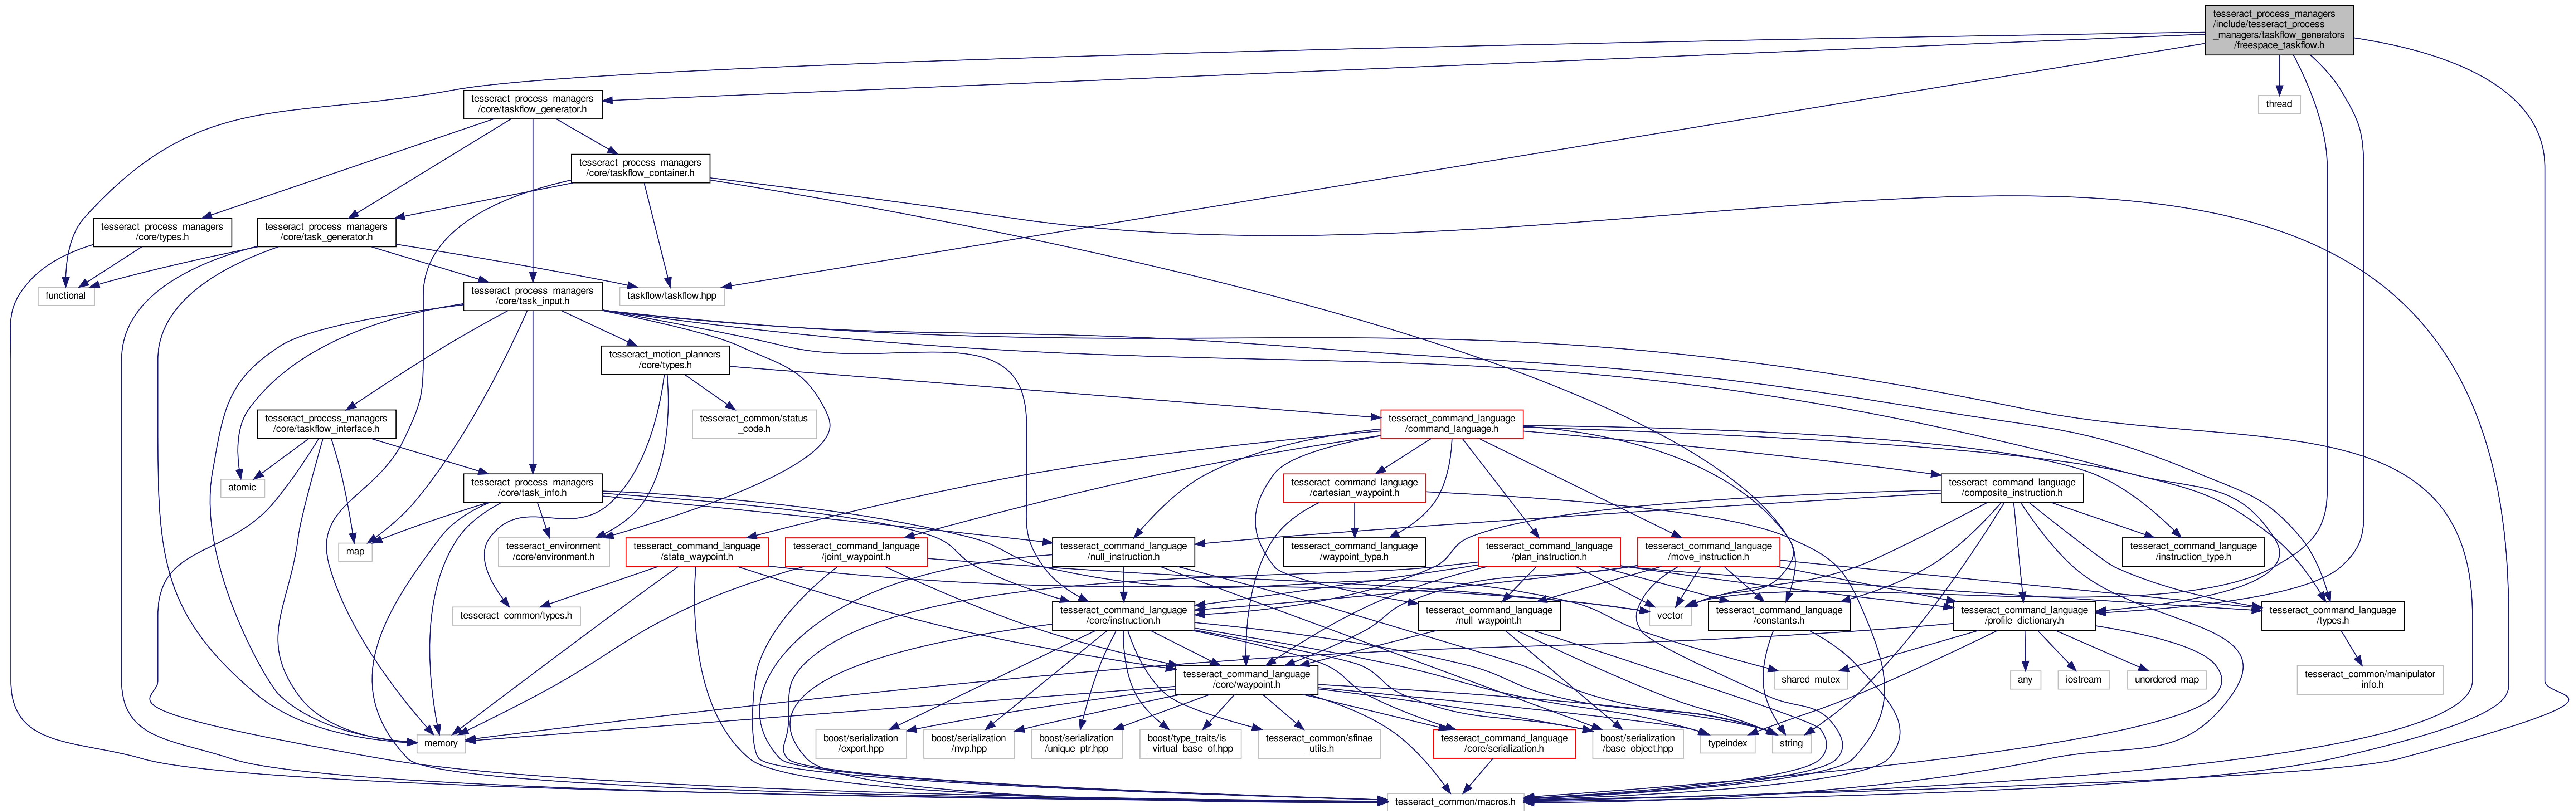 tesseract_process_managers
/include/tesseract_process
_managers/taskflow_generators
/freespace_taskflow.h
tesseract_process_managers
/core/taskflow_generator.h
thread
tesseract_process_managers
/core/taskflow_container.h
tesseract_process_managers
/core/types.h
tesseract_process_managers
/core/task_generator.h
functional
tesseract_process_managers
/core/task_input.h
taskflow/taskflow.hpp
tesseract_motion_planners
/core/types.h
tesseract_process_managers
/core/taskflow_interface.h
tesseract_common/status
_code.h
tesseract_command_language
/command_language.h
atomic
tesseract_process_managers
/core/task_info.h
tesseract_command_language
/cartesian_waypoint.h
tesseract_command_language
/composite_instruction.h
map
tesseract_environment
/core/environment.h
tesseract_command_language
/state_waypoint.h
tesseract_command_language
/joint_waypoint.h
tesseract_command_language
/null_instruction.h
tesseract_command_language
/waypoint_type.h
tesseract_command_language
/plan_instruction.h
tesseract_command_language
/move_instruction.h
tesseract_command_language
/instruction_type.h
tesseract_common/types.h
tesseract_command_language
/core/instruction.h
tesseract_command_language
/null_waypoint.h
vector
tesseract_command_language
/constants.h
tesseract_command_language
/profile_dictionary.h
tesseract_command_language
/types.h
tesseract_command_language
/core/waypoint.h
shared_mutex
any
iostream
unordered_map
tesseract_common/manipulator
_info.h
memory
boost/serialization
/export.hpp
boost/serialization
/nvp.hpp
boost/serialization
/unique_ptr.hpp
boost/type_traits/is
_virtual_base_of.hpp
tesseract_common/sfinae
_utils.h
tesseract_command_language
/core/serialization.h
boost/serialization
/base_object.hpp
typeindex
string
tesseract_common/macros.h